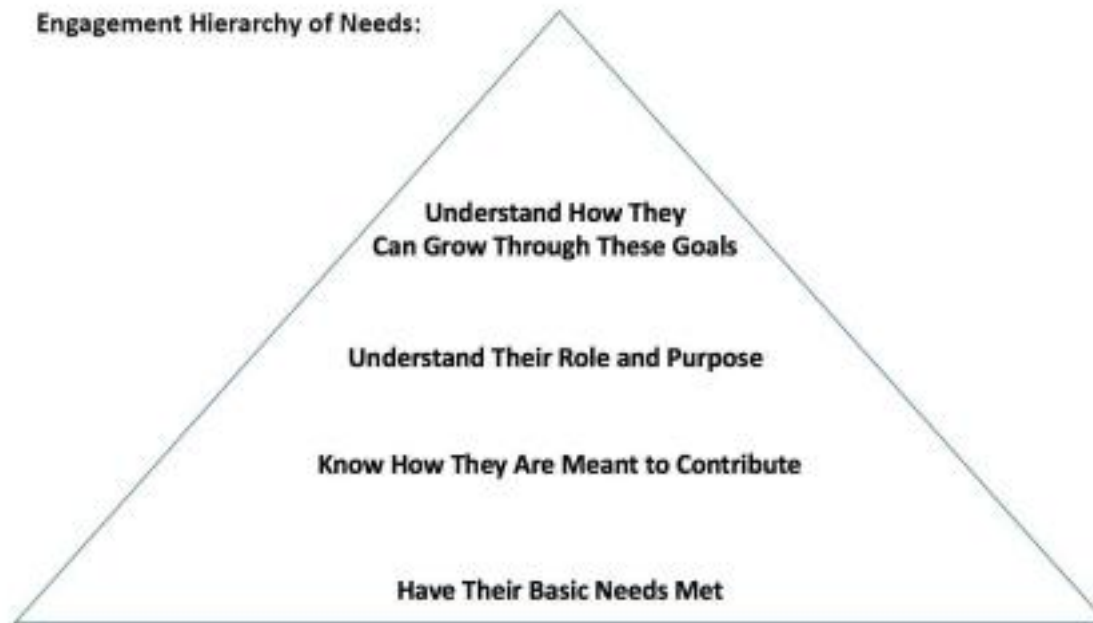 Engagement Hierarchy of Needs:
Understand How They
Can Grow Through These Goals
Understand Their Role and Purpose
Know How They Are Meant to Contribute
Have Their Basic Needs Met